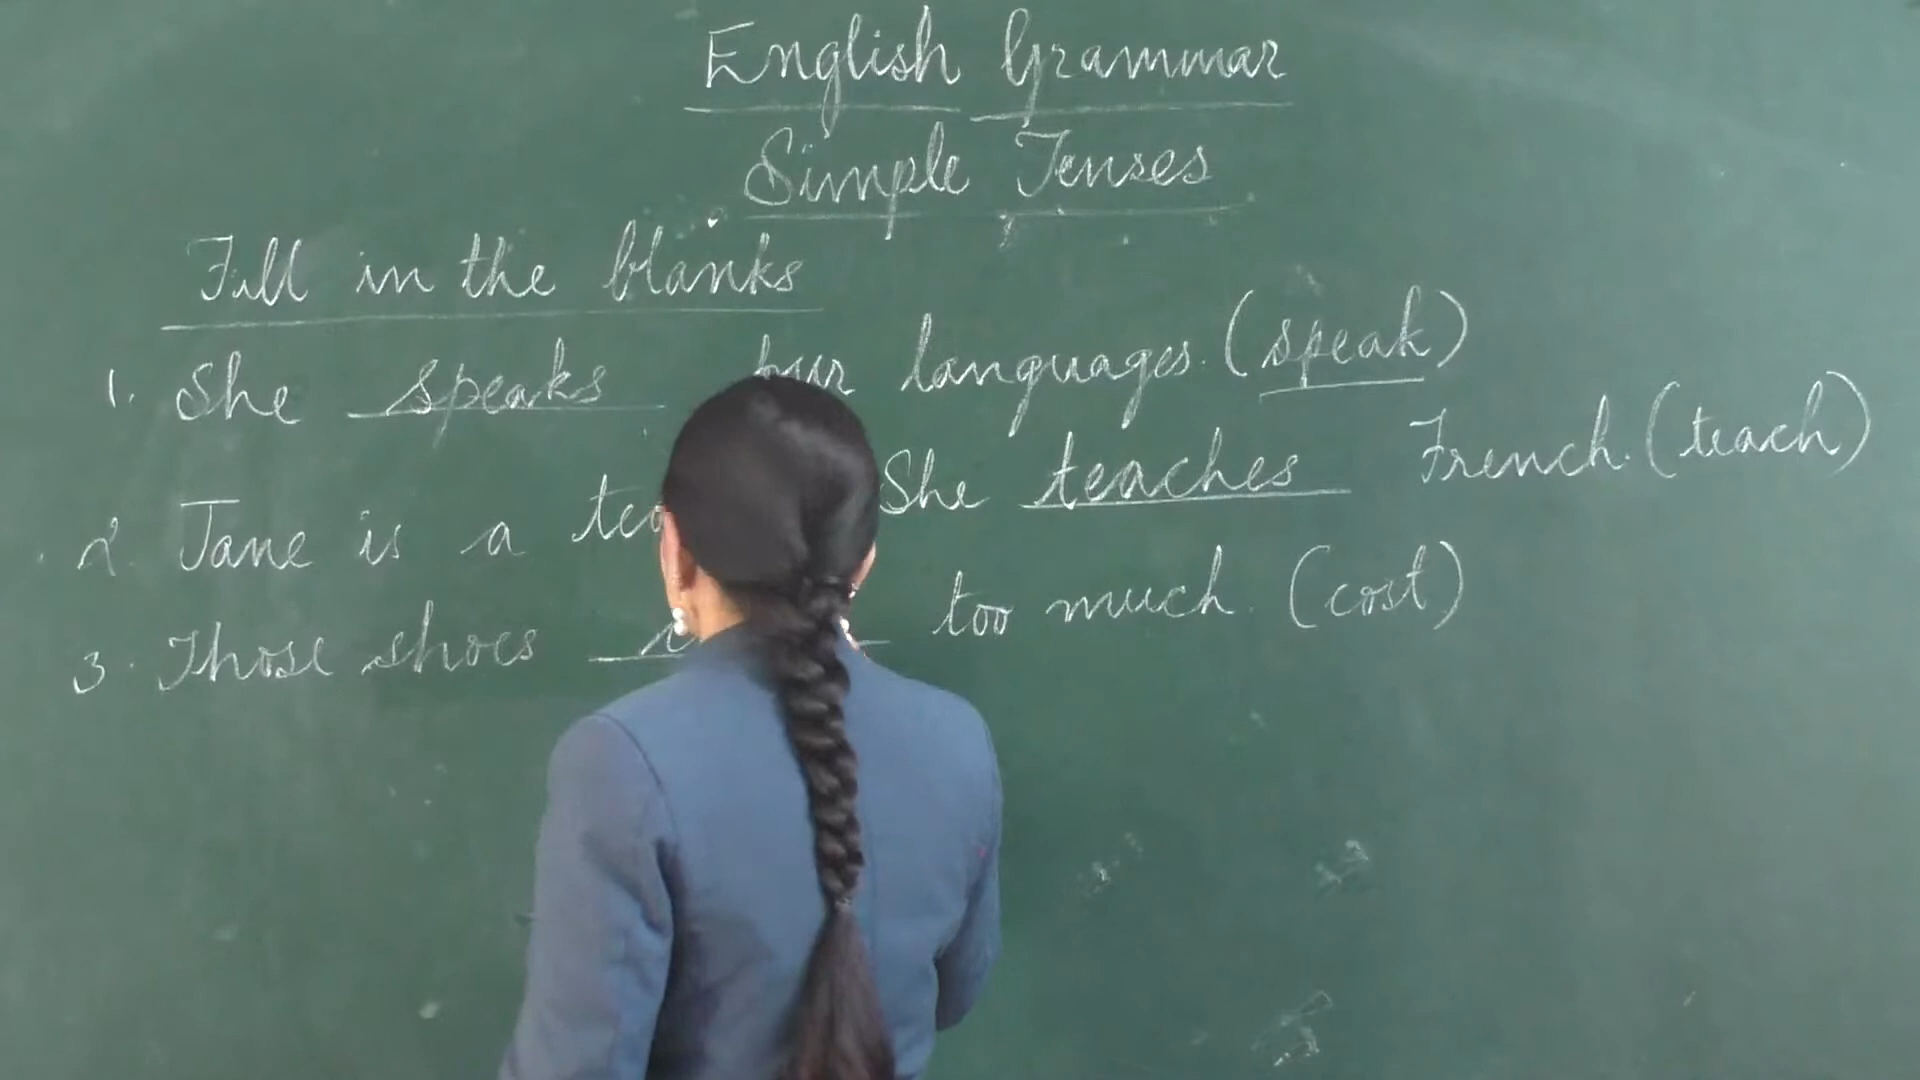 English Grammar
Simple Tenses
Fill in the blanks
1. She speaks four languages. (speak)
2. Jane is a She teaches French. (teach)
3. Those shoes too much. (cost)